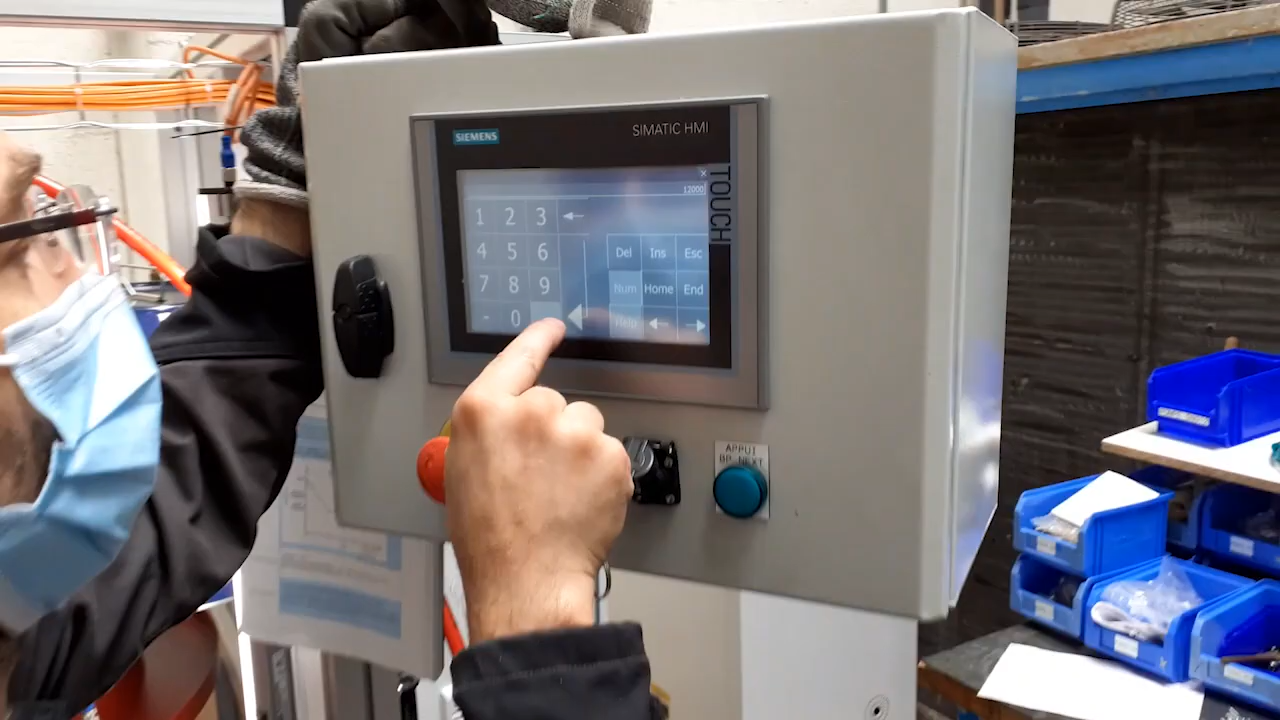 SIEMENS
SIMATIC HMI
TOUCH
12000
1 2 3
4 5 6
Del Ins Esc
7 8 9
Num Home End
- 0
Help
APPUI
BP-NEXT